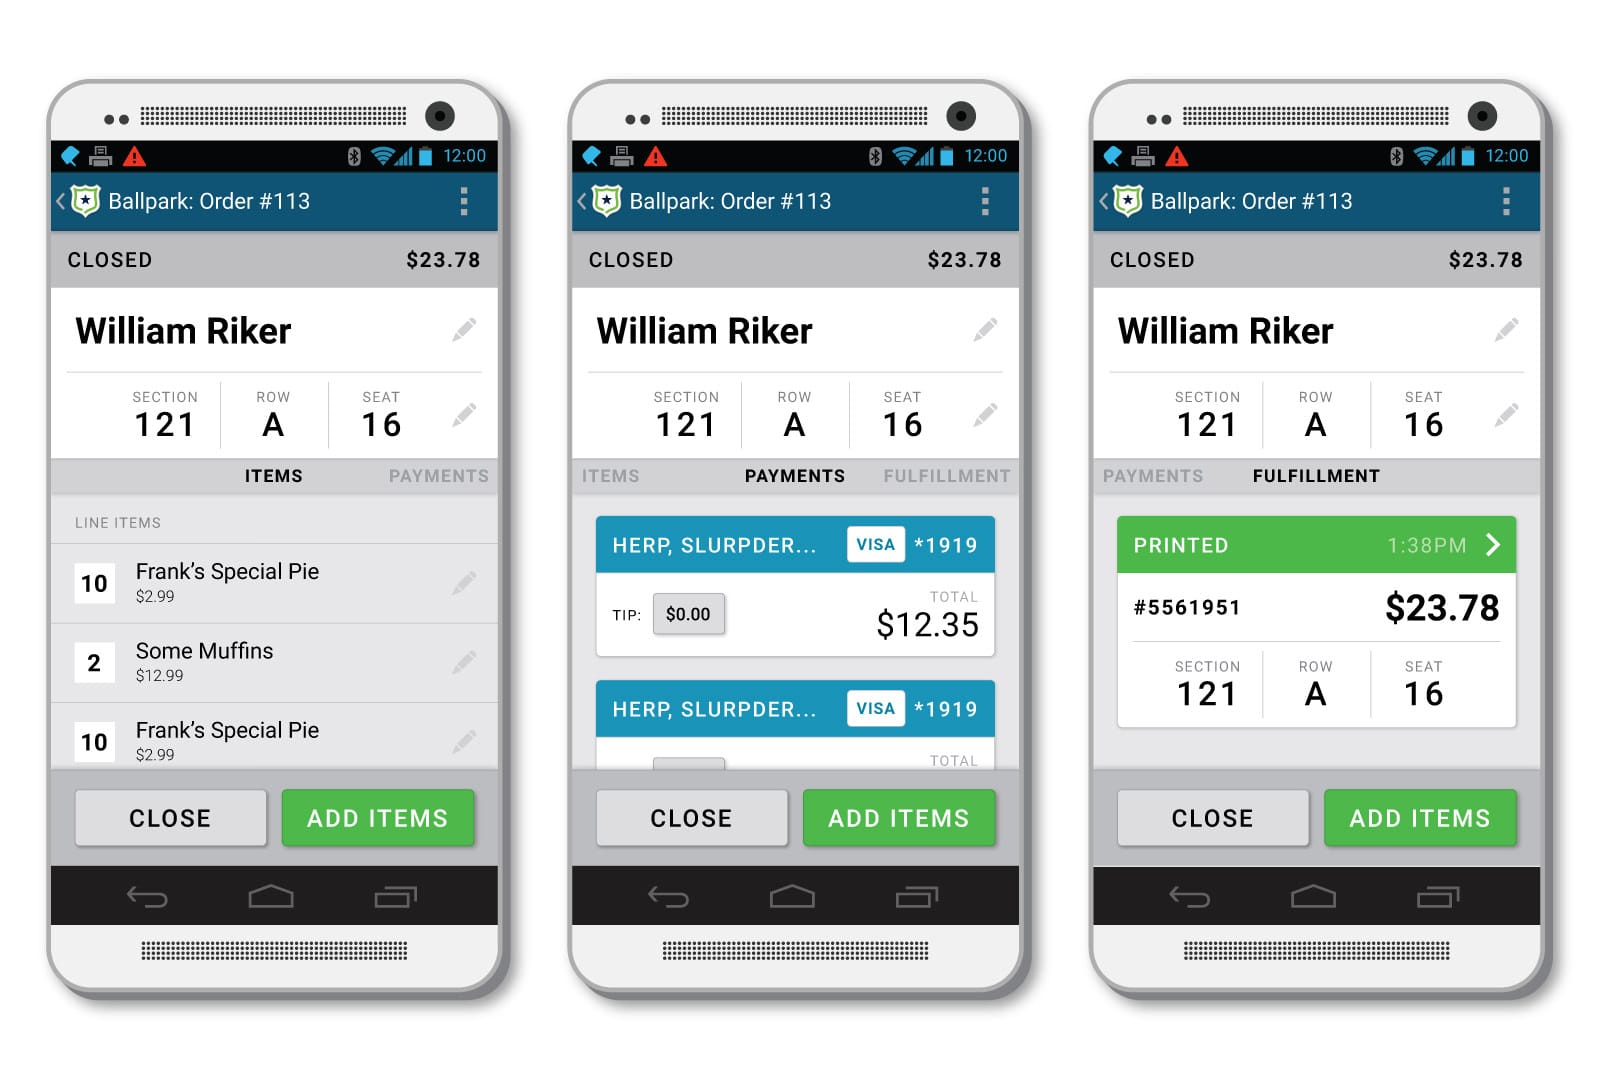 12:00
Ballpark: Order #113
CLOSED $23.78
William Riker
SECTION ROW SEAT
121 A 16
ITEMS PAYMENTS
LINE ITEMS
10 Frank’s Special Pie
$2.99
2 Some Muffins
$12.99
10 Frank’s Special Pie
$2.99
CLOSE ADD ITEMS
12:00
Ballpark: Order #113
CLOSED $23.78
William Riker
SECTION ROW SEAT
121 A 16
ITEMS PAYMENTS FULFILLMENT
HERP, SLURPDER... VISA *1919
TOTAL
TIP: $0.00 $12.35
HERP, SLURPDER... VISA *1919
TOTAL
CLOSE ADD ITEMS
12:00
Ballpark: Order #113
CLOSED $23.78
William Riker
SECTION ROW SEAT
121 A 16
PAYMENTS FULFILLMENT
PRINTED 1:38PM
#5561951 $23.78
SECTION ROW SEAT
121 A 16
CLOSE ADD ITEMS